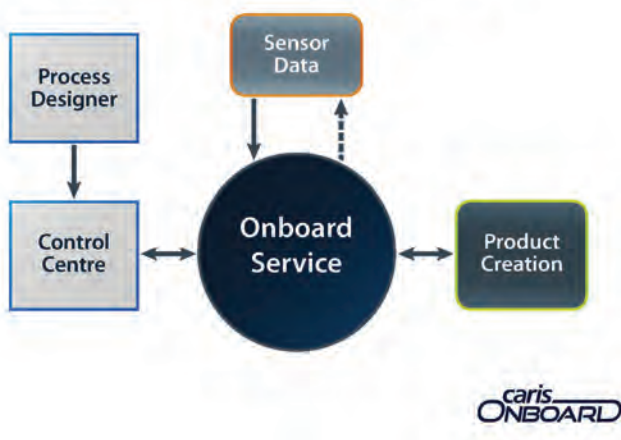 Process
Designer
Sensor
Data
Control
Centre
Onboard
Service
Product
Creation
caris
ONBOARD